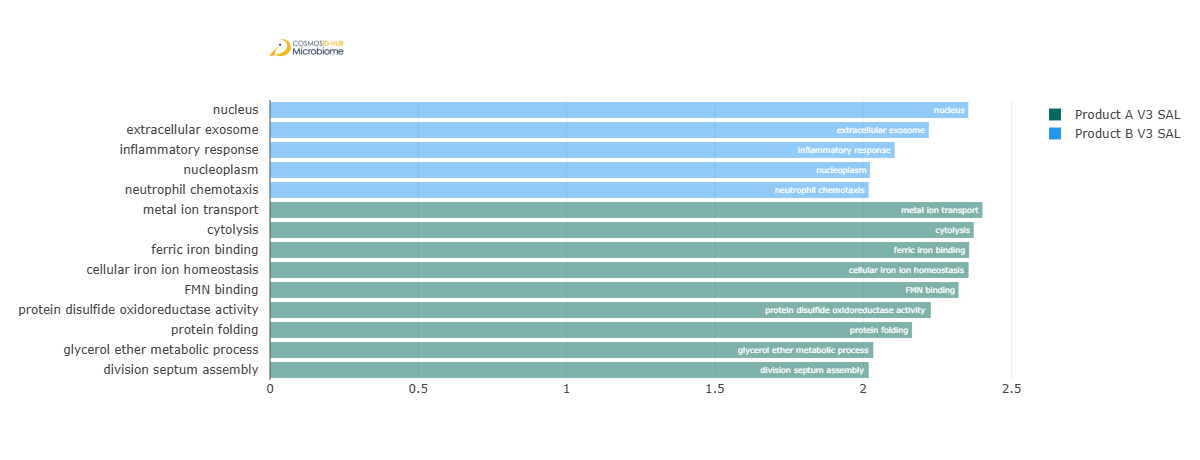 COSMOSID-HUB
Microbiome
nucleus nucleus
extracellular exosome extracellular exosome
inflammatory response inflammatory response
nucleoplasm nucleoplasm
neutrophil chemotaxis neutrophil chemotaxis
metal ion transport metal ion transport
cytolysis cytolysis
ferric iron binding ferric iron binding
cellular iron ion homeostasis cellular iron ion homeostasis
FMN binding FMN binding
protein disulfide oxidoreductase activity protein disulfide oxidoreductase activity
protein folding protein folding
glycerol ether metabolic process glycerol ether metabolic process
division septum assembly division septum assembly
0 0.5 1 1.5 2 2.5
Product A V3 SAL
Product B V3 SAL